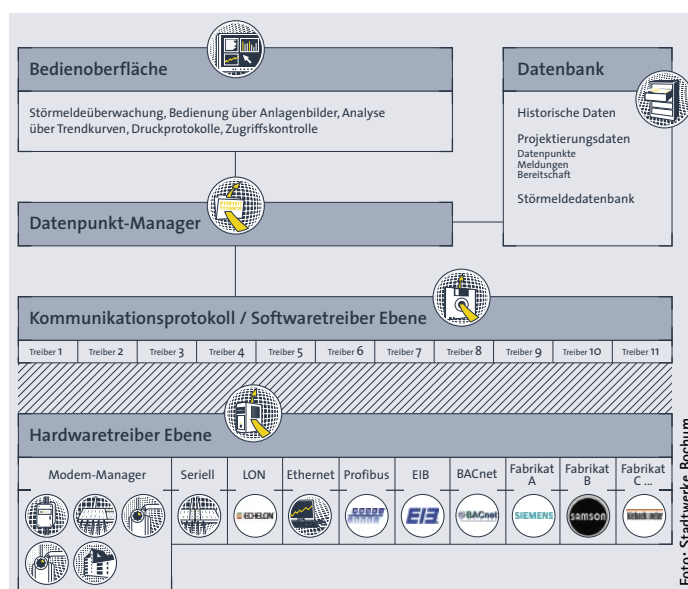 Bedienoberfläche
Störmeldeüberwachung, Bedienung über Anlagenbilder, Analyse
über Trendkurven, Druckprotokolle, Zugriffskontrolle
Datenbank
Historische Daten
Projektierungsdaten
Datenpunkte
Meldungen
Bereitschaft
Störmeldedatenbank
Datenpunkt-Manager
Kommunikationsprotokoll / Softwaretreiber Ebene
Treiber 1
Treiber 2
Treiber 3
Treiber 4
Treiber 5
Treiber 6
Treiber 7
Treiber 8
Treiber 9
Treiber 10
Treiber 11
Hardwaretreiber Ebene
Modem-Manager
Seriell
LON
Ethernet
Profibus
EIB
BACnet
Fabrikat
A
Fabrikat
B
Fabrikat
C ...
ECHELON
EIB
BACnet
SIEMENS
samson
Foto: Stadtwerke Bochum